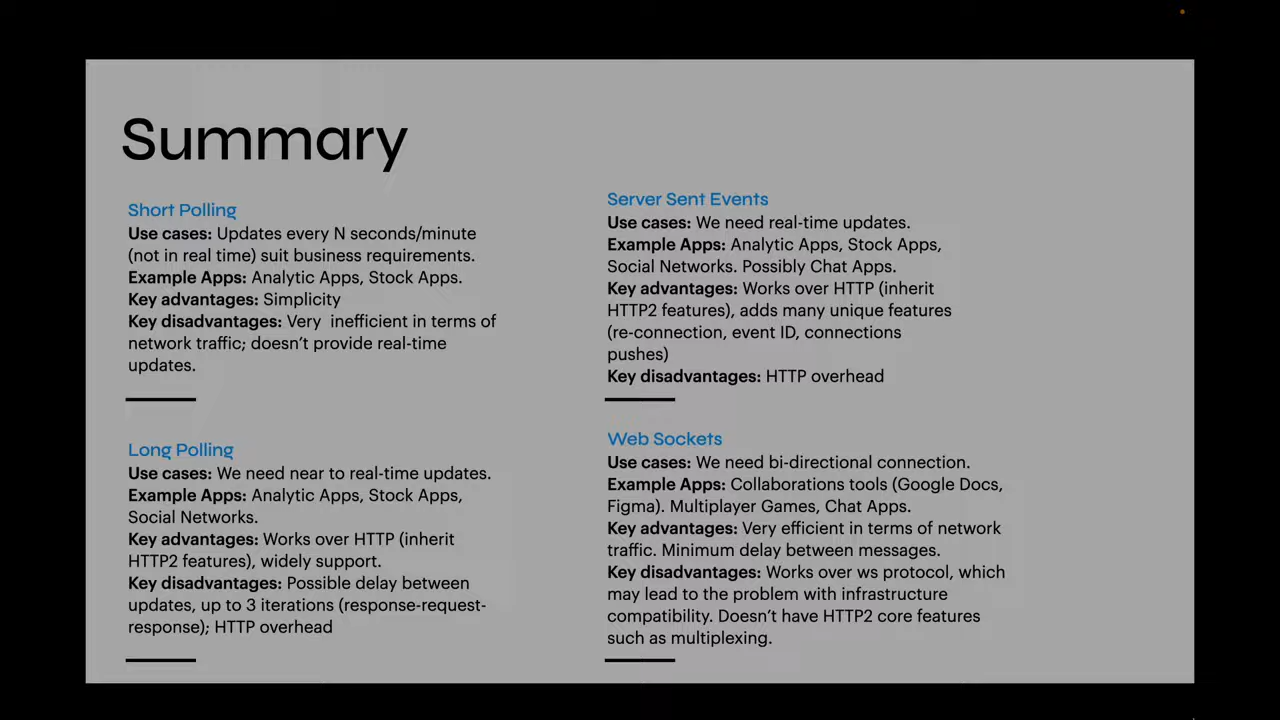 Summary
Short Polling
Use cases: Updates every N seconds/minute
(not in real time) suit business requirements.
Example Apps: Analytic Apps, Stock Apps.
Key advantages: Simplicity
Key disadvantages: Very  inefficient in terms of
network traffic; doesn’t provide real-time
updates.
Long Polling
Use cases: We need near to real-time updates.
Example Apps: Analytic Apps, Stock Apps,
Social Networks.
Key advantages: Works over HTTP (inherit
HTTP2 features), widely support.
Key disadvantages: Possible delay between
updates, up to 3 iterations (response-request-
response); HTTP overhead
Server Sent Events
Use cases: We need real-time updates.
Example Apps: Analytic Apps, Stock Apps,
Social Networks. Possibly Chat Apps.
Key advantages: Works over HTTP (inherit
HTTP2 features), adds many unique features
(re-connection, event ID, connections
pushes)
Key disadvantages: HTTP overhead
Web Sockets
Use cases: We need bi-directional connection.
Example Apps: Collaborations tools (Google Docs,
Figma). Multiplayer Games, Chat Apps.
Key advantages: Very efficient in terms of network
traffic. Minimum delay between messages.
Key disadvantages: Works over ws protocol, which
may lead to the problem with infrastructure
compatibility. Doesn’t have HTTP2 core features
such as multiplexing.